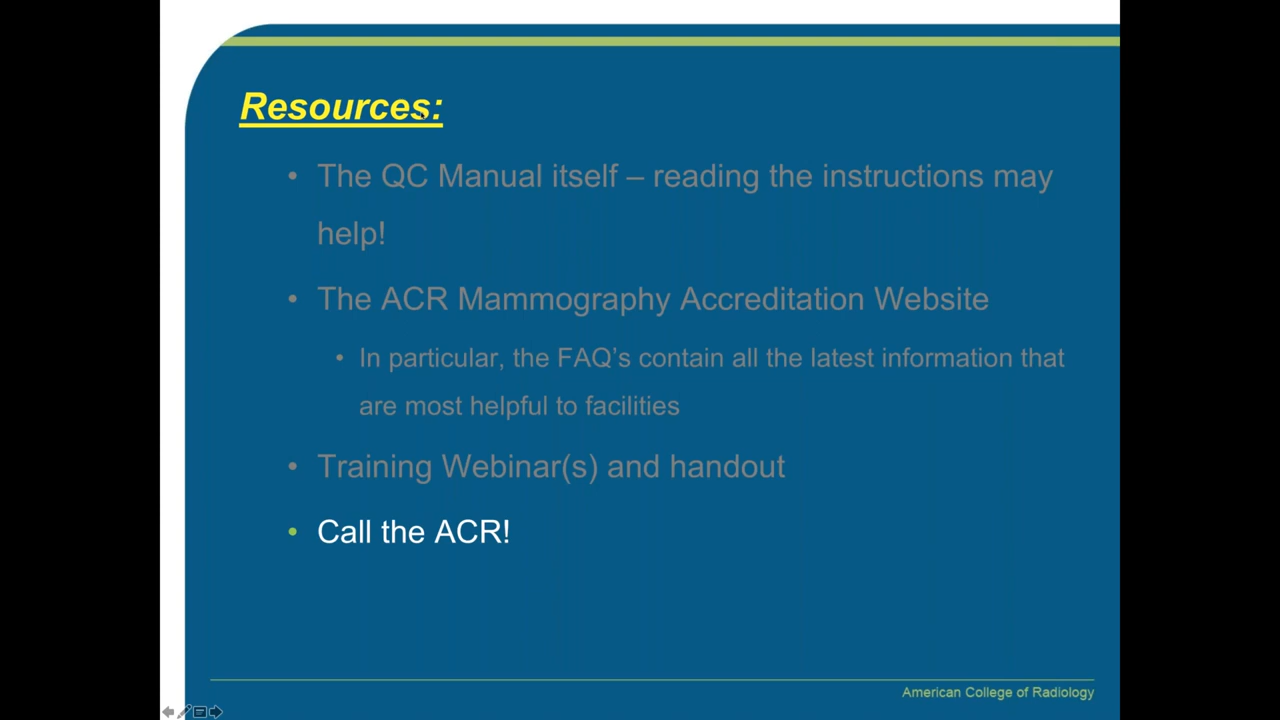 Resources:
• The QC Manual itself – reading the instructions may
help!
• The ACR Mammography Accreditation Website
• In particular, the FAQ’s contain all the latest information that
are most helpful to facilities
• Training Webinar(s) and handout
• Call the ACR!
American College of Radiology